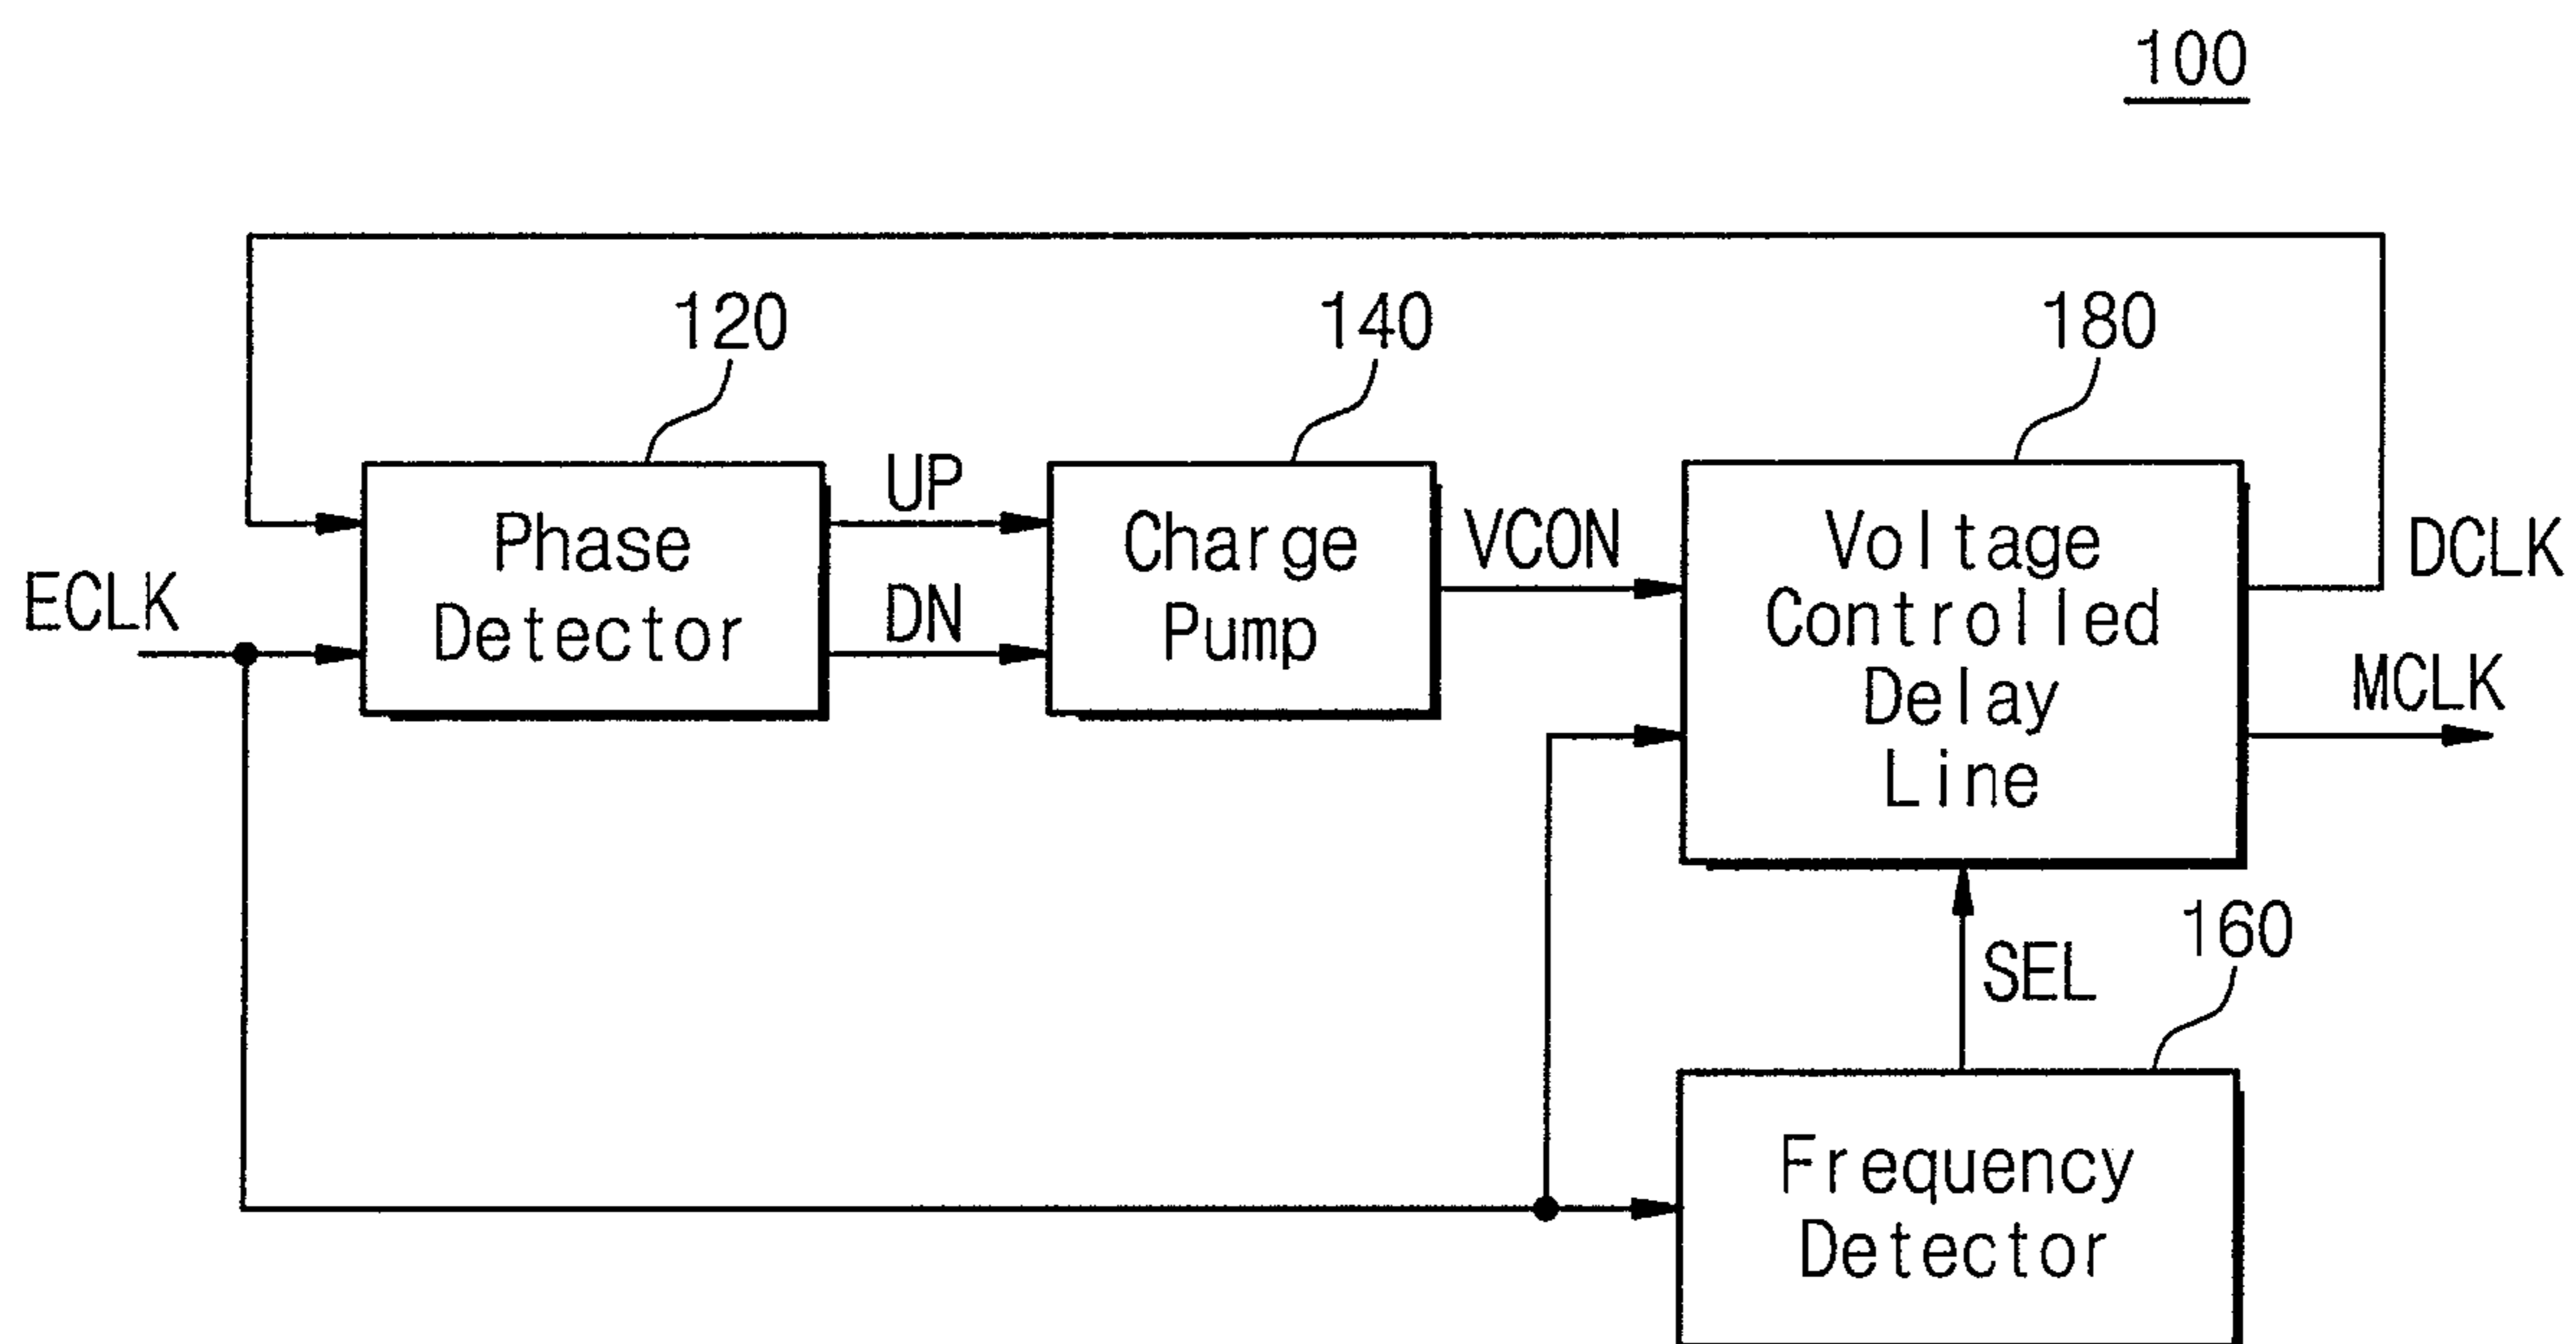 100
120
140
180
UP
DN
VCON
ECLK
DCLK
MCLK
Phase
Detector
Charge
Pump
Voltage
Controlled
Delay
Line
160
SEL
Frequency
Detector